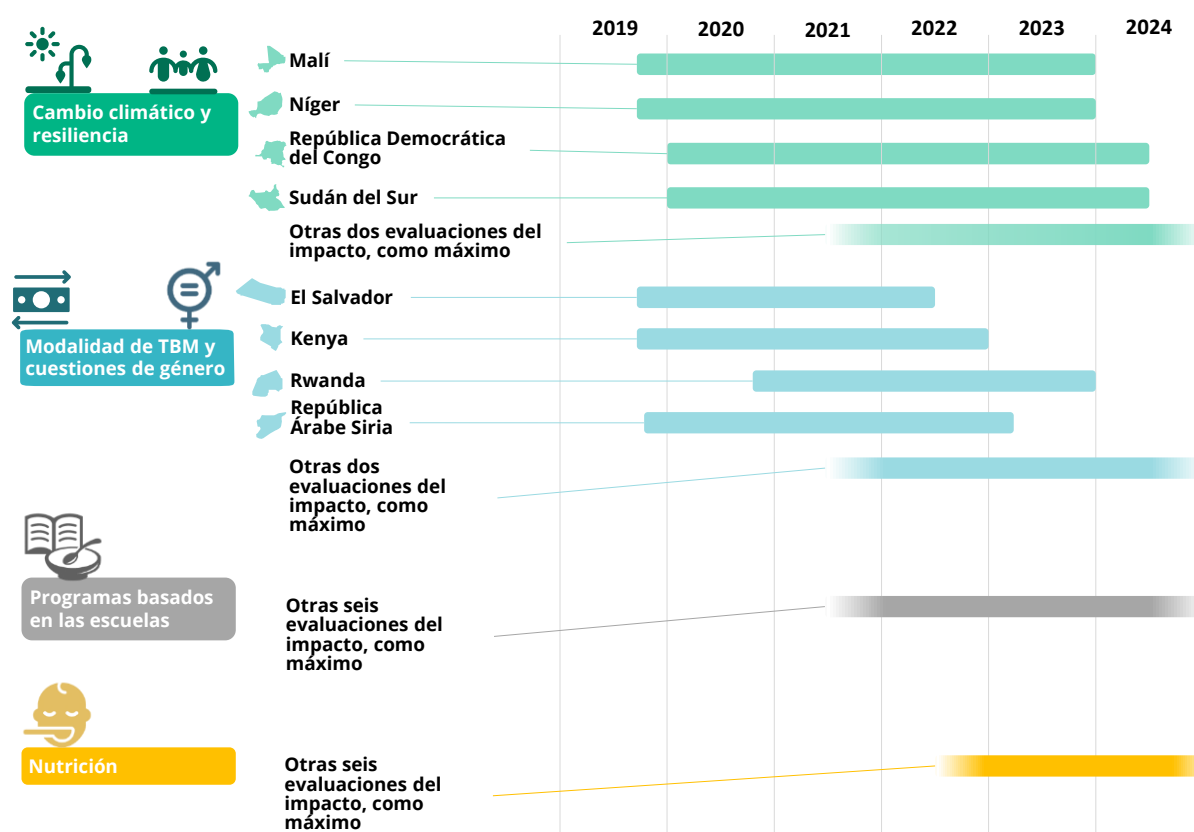 2019 2020 2021 2022 2023 2024
Cambio climático y
resiliencia
Malí
Níger
República Democrática
del Congo
Sudán del Sur
Otras dos evaluaciones del
impacto, como máximo
Modalidad de TBM y
cuestiones de género
El Salvador
Kenya
Rwanda
República
Árabe Siria
Otras dos
evaluaciones del
impacto, como
máximo
Programas basados
en las escuelas
Otras seis
evaluaciones del
impacto, como
máximo
Nutrición
Otras seis
evaluaciones del
impacto, como
máximo